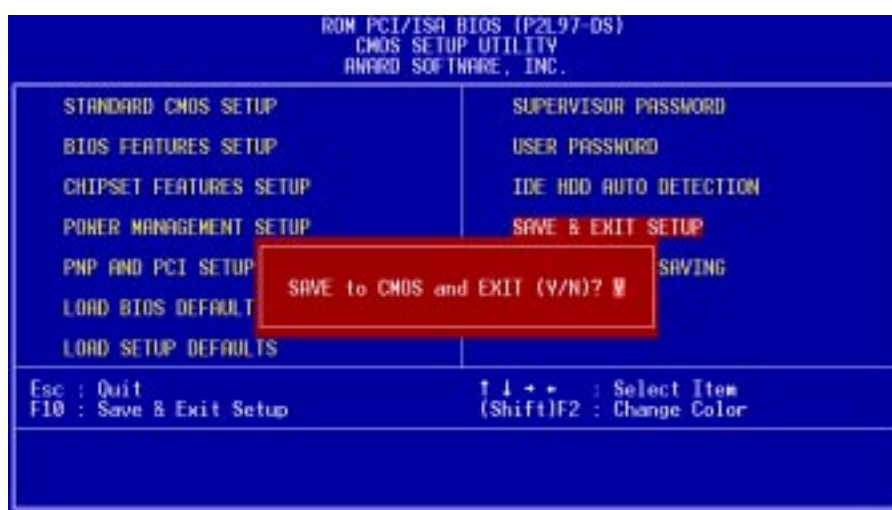 ROM PCI/ISA BIOS (P2L97-DS)
CMOS SETUP UTILITY
AWARD SOFTWARE, INC.
STANDARD CMOS SETUP
BIOS FEATURES SETUP
CHIPSET FEATURES SETUP
POWER MANAGEMENT SETUP
PNP AND PCI SETUP
LOAD BIOS DEFAULT
LOAD SETUP DEFAULTS
SUPERVISOR PASSWORD
USER PASSWORD
IDE HDD AUTO DETECTION
SAVE & EXIT SETUP
SAVING
SAVE to CMOS and EXIT (Y/N)? Y
Esc : Quit
F10 : Save & Exit Setup
↑ ↓ → ← : Select Item
(Shift)F2 : Change Color